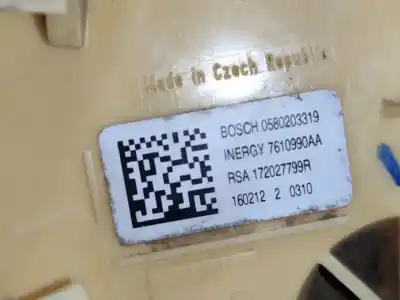 Made in Czech Republic
BOSCH 0580203319
INERGY 7610990AA
RSA 172027799R
160212 2 0310